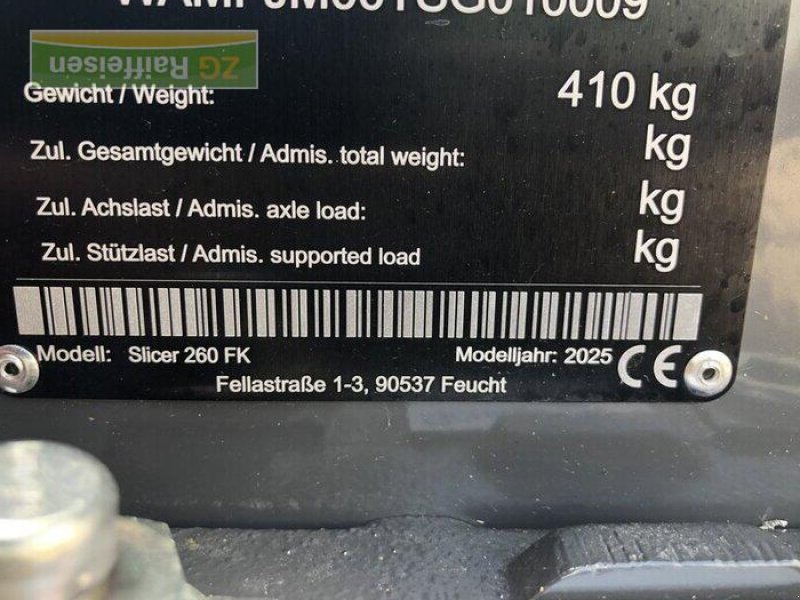 ZG Raiffeisen
Gewicht / Weight: 410 kg
Zul. Gesamtgewicht / Admis. total weight: kg
Zul. Achslast / Admis. axle load: kg
Zul. Stützlast / Admis. supported load kg
Modell: Slicer 260 FK Modelljahr: 2025 CE
Fellastraße 1-3, 90537 Feucht